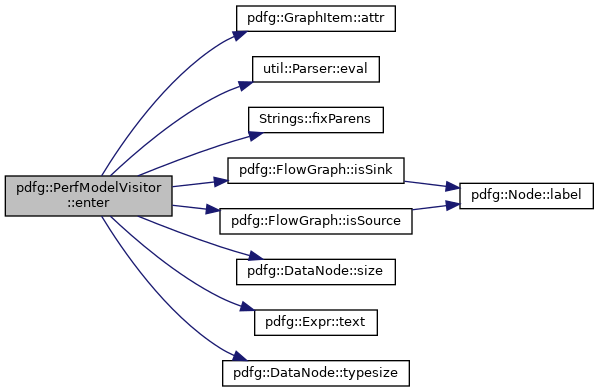 pdfg::GraphItem::attr
util::Parser::eval
Strings::fixParens
pdfg::PerfModelVisitor
::enter
pdfg::FlowGraph::isSink
pdfg::Node::label
pdfg::FlowGraph::isSource
pdfg::DataNode::size
pdfg::Expr::text
pdfg::DataNode::typesize